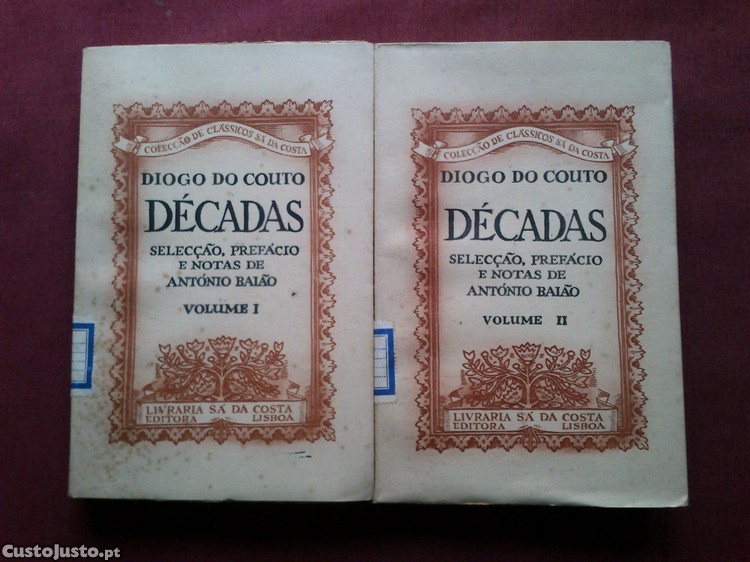 COLECÇÃO DE CLÁSSICOS SÁ DA COSTA
DIOGO DO COUTO
DÉCADAS
SELECÇÃO, PREFÁCIO
E NOTAS DE
ANTÓNIO BAIÃO
VOLUME I
LIVRARIA SÁ DA COSTA
EDITORA LISBOA
COLECÇÃO DE CLÁSSICOS SÁ DA COSTA
DIOGO DO COUTO
DÉCADAS
SELECÇÃO, PREFÁCIO
E NOTAS DE
ANTÓNIO BAIÃO
VOLUME II
LIVRARIA SÁ DA COSTA
EDITORA LISBOA
CustoJusto.pt